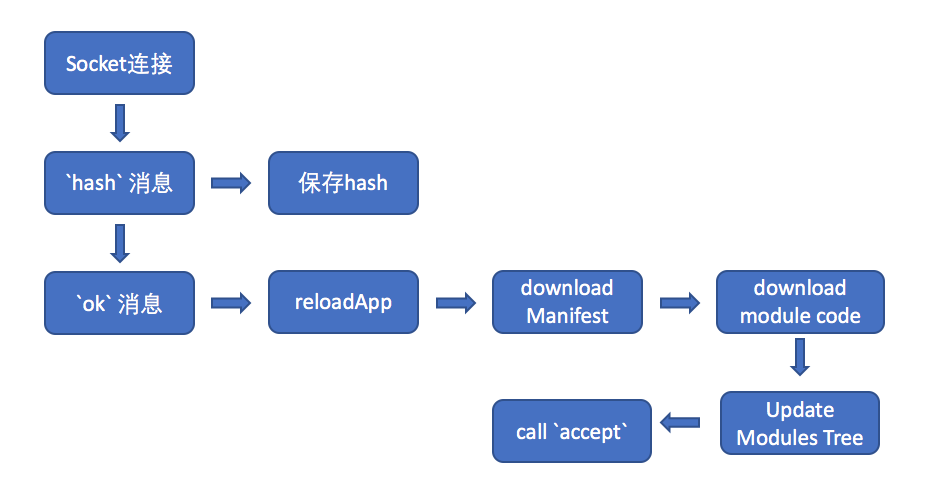 Socket连接
`hash` 消息
保存hash
`ok` 消息
reloadApp
download
Manifest
download
module code
Update
Modules Tree
call `accept`